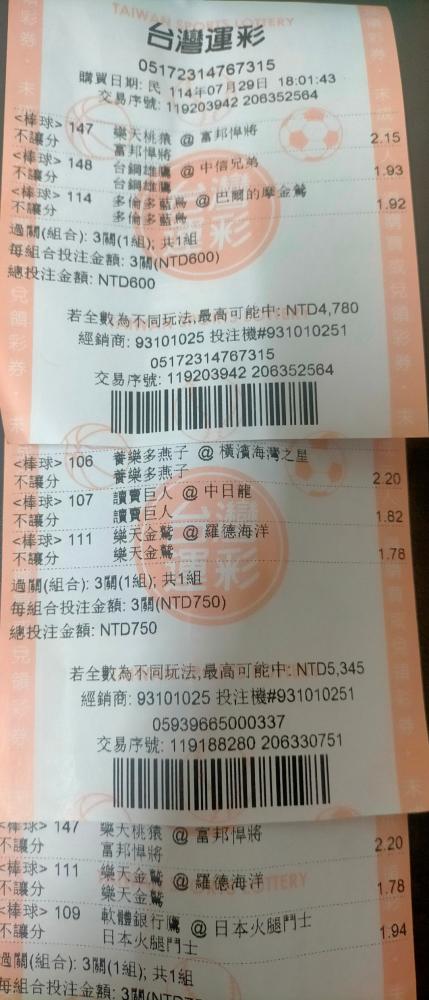 TAIWAN SPORTS LOTTERY
台灣運彩
05172314767315
購買日期: 民 114年07月29日 18:01:43
交易序號: 119203942 206352564
<棒球> 147 樂天桃猿 @ 富邦悍將
不讓分 富邦悍將 2.15
<棒球> 148 台鋼雄鷹 @ 中信兄弟
不讓分 台鋼雄鷹 1.93
<棒球> 114 多倫多藍鳥 @ 巴爾的摩金鶯
不讓分 多倫多藍鳥 1.92
過關(組合): 3關(1組); 共1組
每組合投注金額: 3關(NTD600)
總投注金額: NTD600
若全數為不同玩法,最高可能中: NTD4,780
經銷商: 93101025 投注機#931010251
05172314767315
交易序號: 119203942 206352564
<棒球> 106 養樂多燕子 @ 橫濱海灣之星
不讓分 養樂多燕子 2.20
<棒球> 107 讀賣巨人 @ 中日龍
不讓分 讀賣巨人 1.82
<棒球> 111 樂天金鷲 @ 羅德海洋
不讓分 樂天金鷲 1.78
過關(組合): 3關(1組); 共1組
每組合投注金額: 3關(NTD750)
總投注金額: NTD750
若全數為不同玩法,最高可能中: NTD5,345
經銷商: 93101025 投注機#931010251
05939665000337
交易序號: 119188280 206330751
<棒球> 147 樂天桃猿 @ 富邦悍將
不讓分 富邦悍將 2.20
<棒球> 111 樂天金鷲 @ 羅德海洋
不讓分 樂天金鷲 1.78
<棒球> 109 軟體銀行鷹 @ 日本火腿鬥士
不讓分 日本火腿鬥士 1.94
過關(組合): 3關(1組); 共1組
每組合投注金額: 3關(NTD